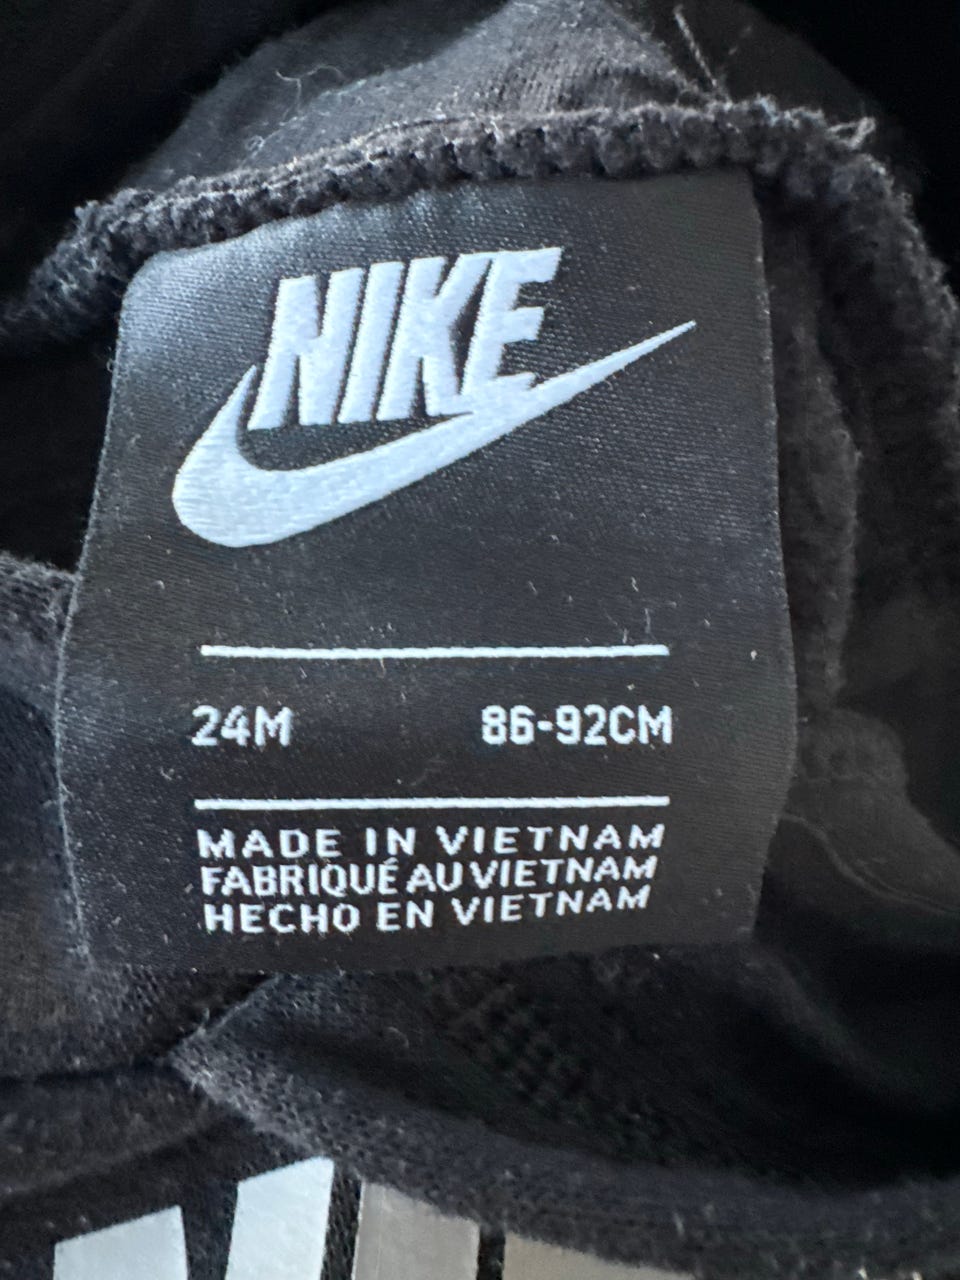 NIKE
24M 86-92CM
MADE IN VIETNAM
FABRIQUÉ AU VIETNAM
HECHO EN VIETNAM